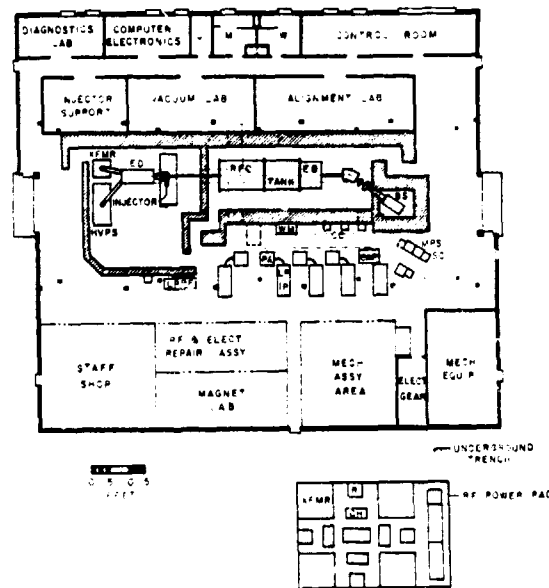 DIAGNOSTICS LAB
COMPUTER ELECTRONICS
M
W
CONTROL ROOM
INJECTOR SUPPORT
VACUUM LAB
ALIGNMENT LAB
XFMR
ED
RFC
EB
TANK
INJECTOR
BS
HVPS
WM
MPS
PA
STAFF SHOP
RF & ELECT
REPAIR ASSY
MAGNET LAB
MECH ASSY AREA
ELECT GEAR
MECH EQUIP
UNDERGROUND
TRENCH
FEET
XFMR
R
RF POWER PAD